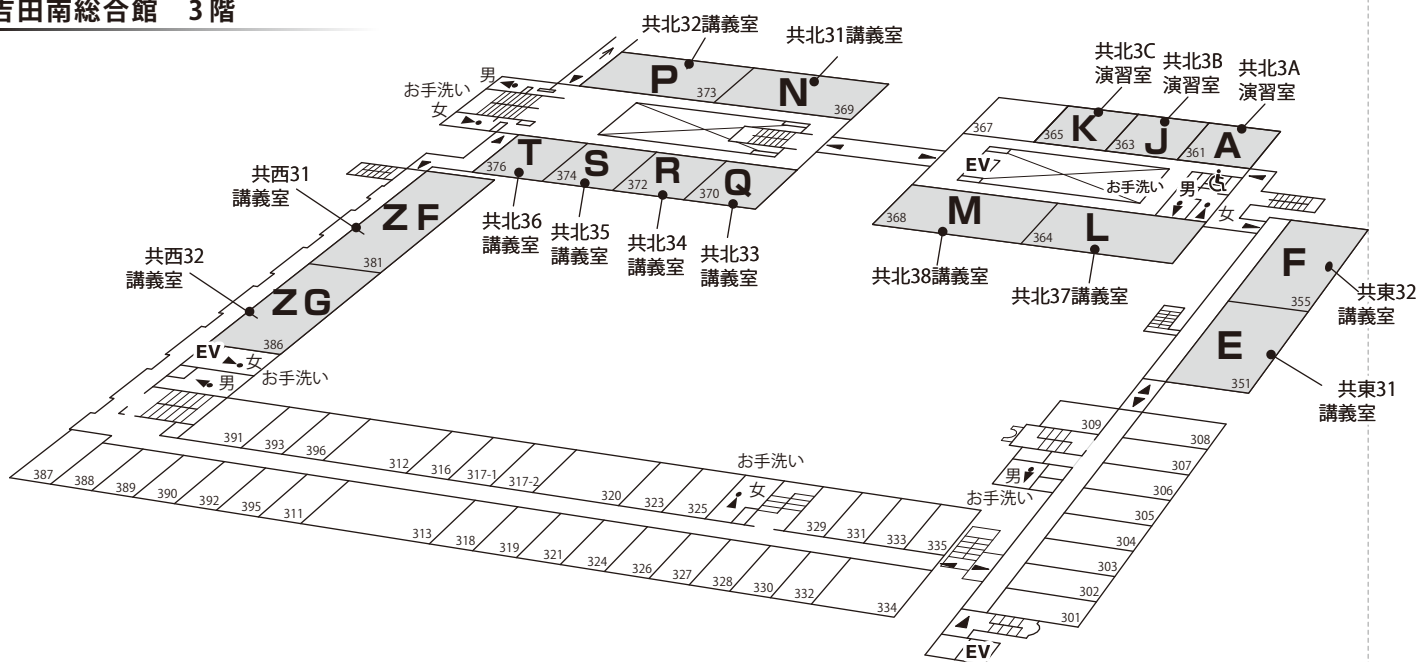 吉田南総合館 3階
共北32講義室
共北31講義室
共北3C
演習室
共北3B
演習室
共北3A
演習室
男
お手洗い
女
P
373
N
369
367
365
K
363
J
361
A
EV
お手洗い
男
女
376
T
374
S
372
R
370
Q
368
M
364
L
共西31
講義室
共北36
講義室
共北35
講義室
共北34
講義室
共北33
講義室
共北38講義室
共北37講義室
ZF
381
共西32
講義室
ZG
386
F
355
共東32
講義室
E
351
共東31
講義室
EV
女
男
お手洗い
391
393
396
312
316
317-1
317-2
320
323
325
お手洗い
女
329
331
333
335
387
388
389
390
392
395
311
313
318
319
321
324
326
327
328
330
332
334
309
男
お手洗い
308
307
306
305
304
303
302
301
EV